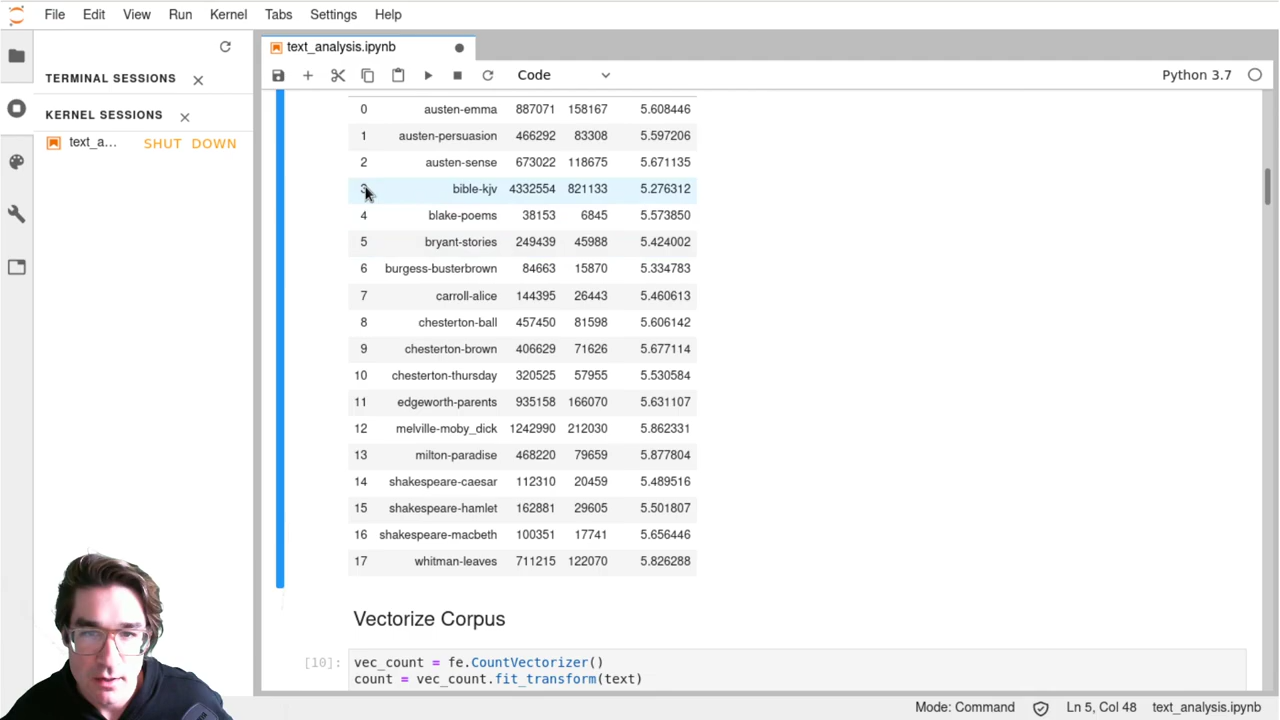 File Edit View Run Kernel Tabs Settings Help
TERMINAL SESSIONS
KERNEL SESSIONS
text_a... SHUT DOWN
text_analysis.ipynb
Code
Python 3.7
0 austen-emma 887071 158167 5.608446
1 austen-persuasion 466292 83308 5.597206
2 austen-sense 673022 118675 5.671135
3 bible-kjv 4332554 821133 5.276312
4 blake-poems 38153 6845 5.573850
5 bryant-stories 249439 45988 5.424002
6 burgess-busterbrown 84663 15870 5.334783
7 carroll-alice 144395 26443 5.460613
8 chesterton-ball 457450 81598 5.606142
9 chesterton-brown 406629 71626 5.677114
10 chesterton-thursday 320525 57955 5.530584
11 edgeworth-parents 935158 166070 5.631107
12 melville-moby_dick 1242990 212030 5.862331
13 milton-paradise 468220 79659 5.877804
14 shakespeare-caesar 112310 20459 5.489516
15 shakespeare-hamlet 162881 29605 5.501807
16 shakespeare-macbeth 100351 17741 5.656446
17 whitman-leaves 711215 122070 5.826288
Vectorize Corpus
[10]: vec_count = fe.CountVectorizer()
count = vec_count.fit_transform(text)
Mode: Command Ln 5, Col 48 text_analysis.ipynb